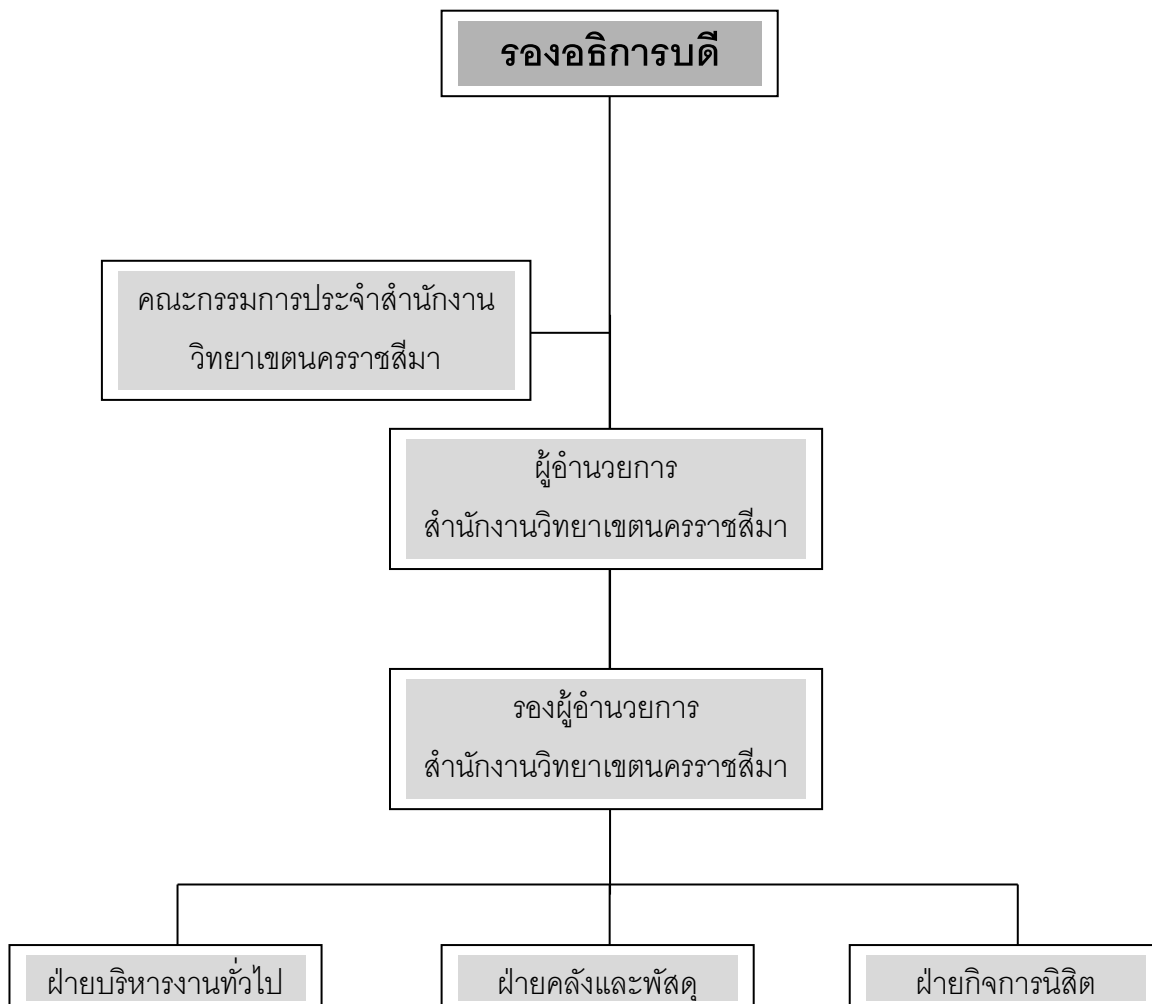 รองอธิการบดี
คณะกรรมการประจำสำนักงาน
วิทยาเขตนครราชสีมา
ผู้อำนวยการ
สำนักงานวิทยาเขตนครราชสีมา
รองผู้อำนวยการ
สำนักงานวิทยาเขตนครราชสีมา
ฝ่ายบริหารงานทั่วไป
ฝ่ายคลังและพัสดุ
ฝ่ายกิจการนิสิต